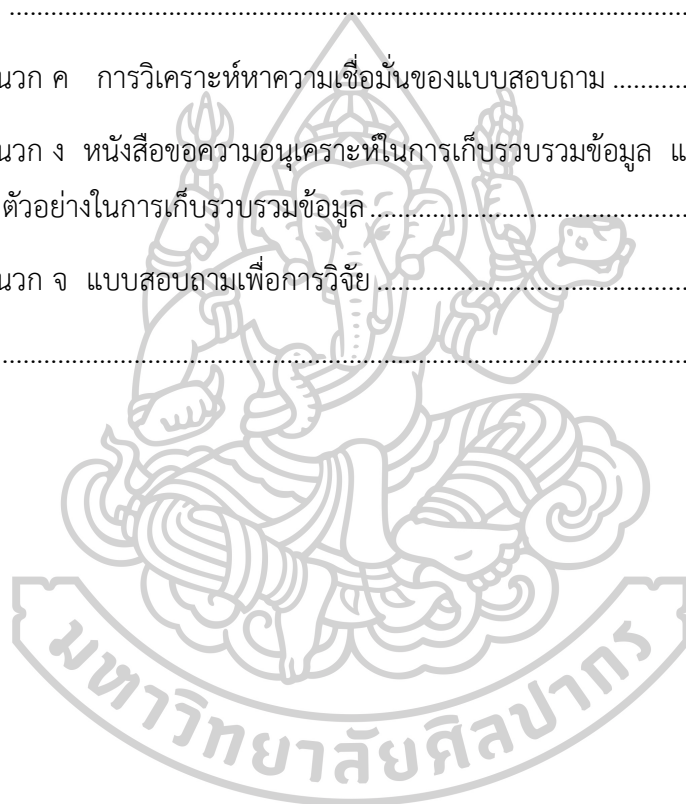 ................................................................................
นวก ค การวิเคราะห์หาความเชื่อมั่นของแบบสอบถาม ...........
นวก ง หนังสือขอความอนุเคราะห์ในการเก็บรวบรวมข้อมูล แ
ตัวอย่างในการเก็บรวบรวมข้อมูล .....................................
นวก จ แบบสอบถามเพื่อการวิจัย .....................................
................................................................................
มหาวิทยาลัยศิลปากร